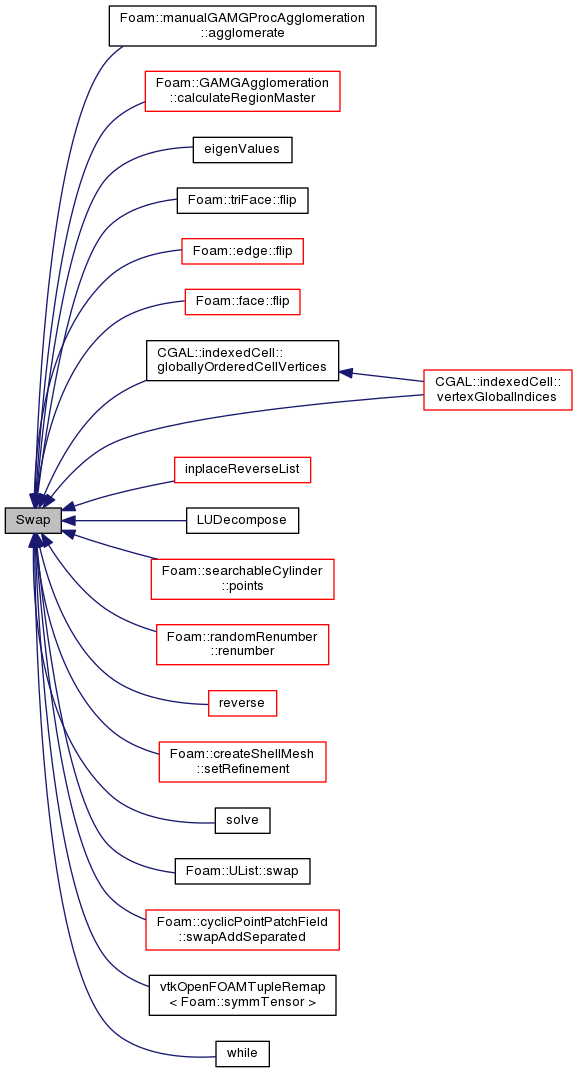 Foam::manualGAMGProcAgglomeration
::agglomerate
Foam::GAMGAgglomeration
::calculateRegionMaster
eigenValues
Foam::triFace::flip
Foam::edge::flip
Foam::face::flip
CGAL::indexedCell::
globallyOrderedCellVertices
CGAL::indexedCell::
vertexGlobalIndices
inplaceReverseList
Swap
LUDecompose
Foam::searchableCylinder
::points
Foam::randomRenumber
::renumber
reverse
Foam::createShellMesh
::setRefinement
solve
Foam::UList::swap
Foam::cyclicPointPatchField
::swapAddSeparated
vtkOpenFOAMTupleRemap
< Foam::symmTensor >
while